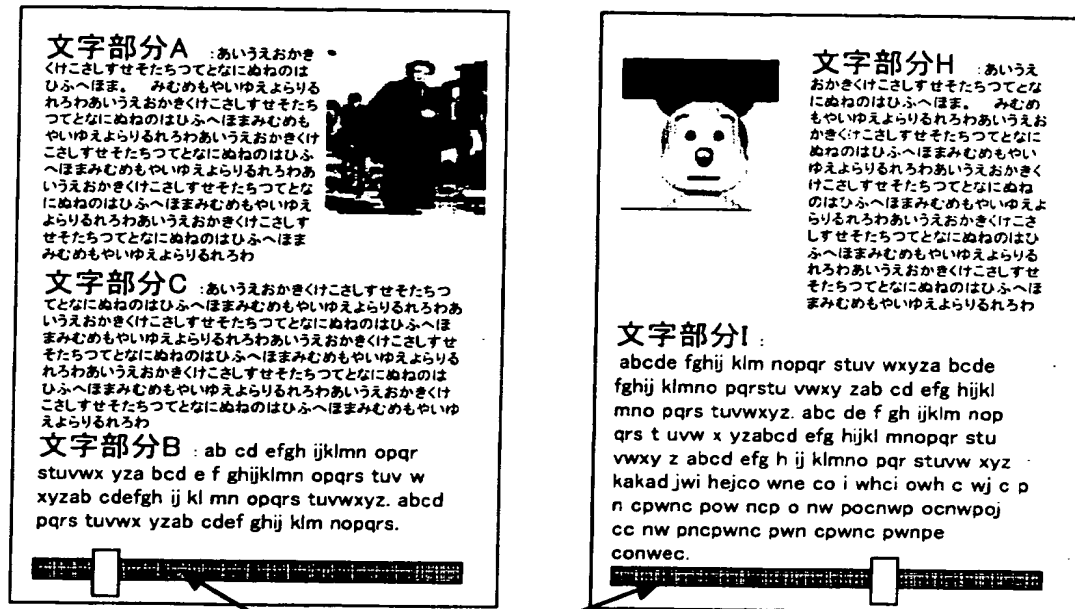 文字部分A :あいうえおかき
くけこさしすせそたちつてとなにぬねのは
ひふへほま。 みむめもやいゆえよらりる
れろわあいうえおかきくけこさしすせそたち
つてとなにぬねのはひふへほまみむめも
やいゆえよらりるれろわあいうえおかきくけ
こさしすせそたちつてとなにぬねのはひふ
へほまみむめもやいゆえよらりるれろわあ
いうえおかきくけこさしすせそたちつてとな
にぬねのはひふへほまみむめもやいゆえ
よらりるれろわあいうえおかきくけこさしす
せそたちつてとなにぬねのはひふへほま
みむめもやいゆえよらりるれろわ
文字部分C :あいうえおかきくけこさしすせそたちつ
てとなにぬねのはひふへほまみむめもやいゆえよらりるれろわあ
いうえおかきくけこさしすせそたちつてとなにぬねのはひふへほ
まみむめもやいゆえよらりるれろわあいうえおかきくけこさしすせ
そたちつてとなにぬねのはひふへほまみむめもやいゆえよらりる
れろわあいうえおかきくけこさしすせそたちつてとなにぬねのは
ひふへほまみむめもやいゆえよらりるれろわあいうえおかきくけ
こさしすせそたちつてとなにぬねのはひふへほまみむめもやいゆ
えよらりるれろわ
文字部分B : ab cd efgh ijklmn opqr
stuvwx yza bcd e f ghijklmn opqrs tuv w
xyzab cdefgh ij kl mn opqrs tuvwxyz. abcd
pqrs tuvwx yzab cdef ghij klm nopqrs.
文字部分H :あいうえ
おかきくけこさしすせそたちつてとな
にぬねのはひふへほま。 みむめ
もやいゆえよらりるれろわあいうえお
かきくけこさしすせそたちつてとなに
ぬねのはひふへほまみむめもやい
ゆえよらりるれろわあいうえおかきく
けこさしすせそたちつてとなにぬね
のはひふへほまみむめもやいゆえよ
らりるれろわあいうえおかきくけこさ
しすせそたちつてとなにぬねのはひ
ふへほまみむめもやいゆえよらりる
れろわあいうえおかきくけこさしすせ
そたちつてとなにぬねのはひふへほ
まみむめもやいゆえよらりるれろわ
文字部分I :
abcde fghij klm nopqr stuv wxyza bcde
fghij klmno pqrstu vwxy zab cd efg hijkl
mno pqrs tuvwxyz. abc de f gh ijklm nop
qrs t uvw x yzabcd efg hijkl mnopqr stu
vwxy z abcd efg h ij klmno pqr stuvw xyz
kakad jwi hejco wne co i whci owh c wj c p
n cpwnc pow ncp o nw pocnwp ocnwpoj
cc nw pncpwnc pwn cpwnc pwnpe
conwec.